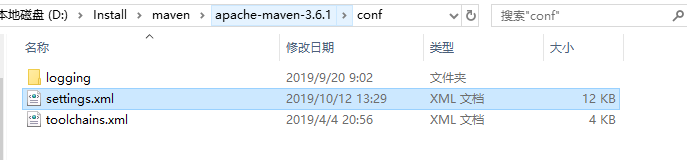 本地磁盘 (D:) › Install › maven › apache-maven-3.6.1 › conf 搜索"conf"
名称 修改日期 类型 大小
logging 2019/9/20 9:02 文件夹
settings.xml 2019/10/12 13:29 XML 文档 12 KB
toolchains.xml 2019/4/4 20:56 XML 文档 4 KB